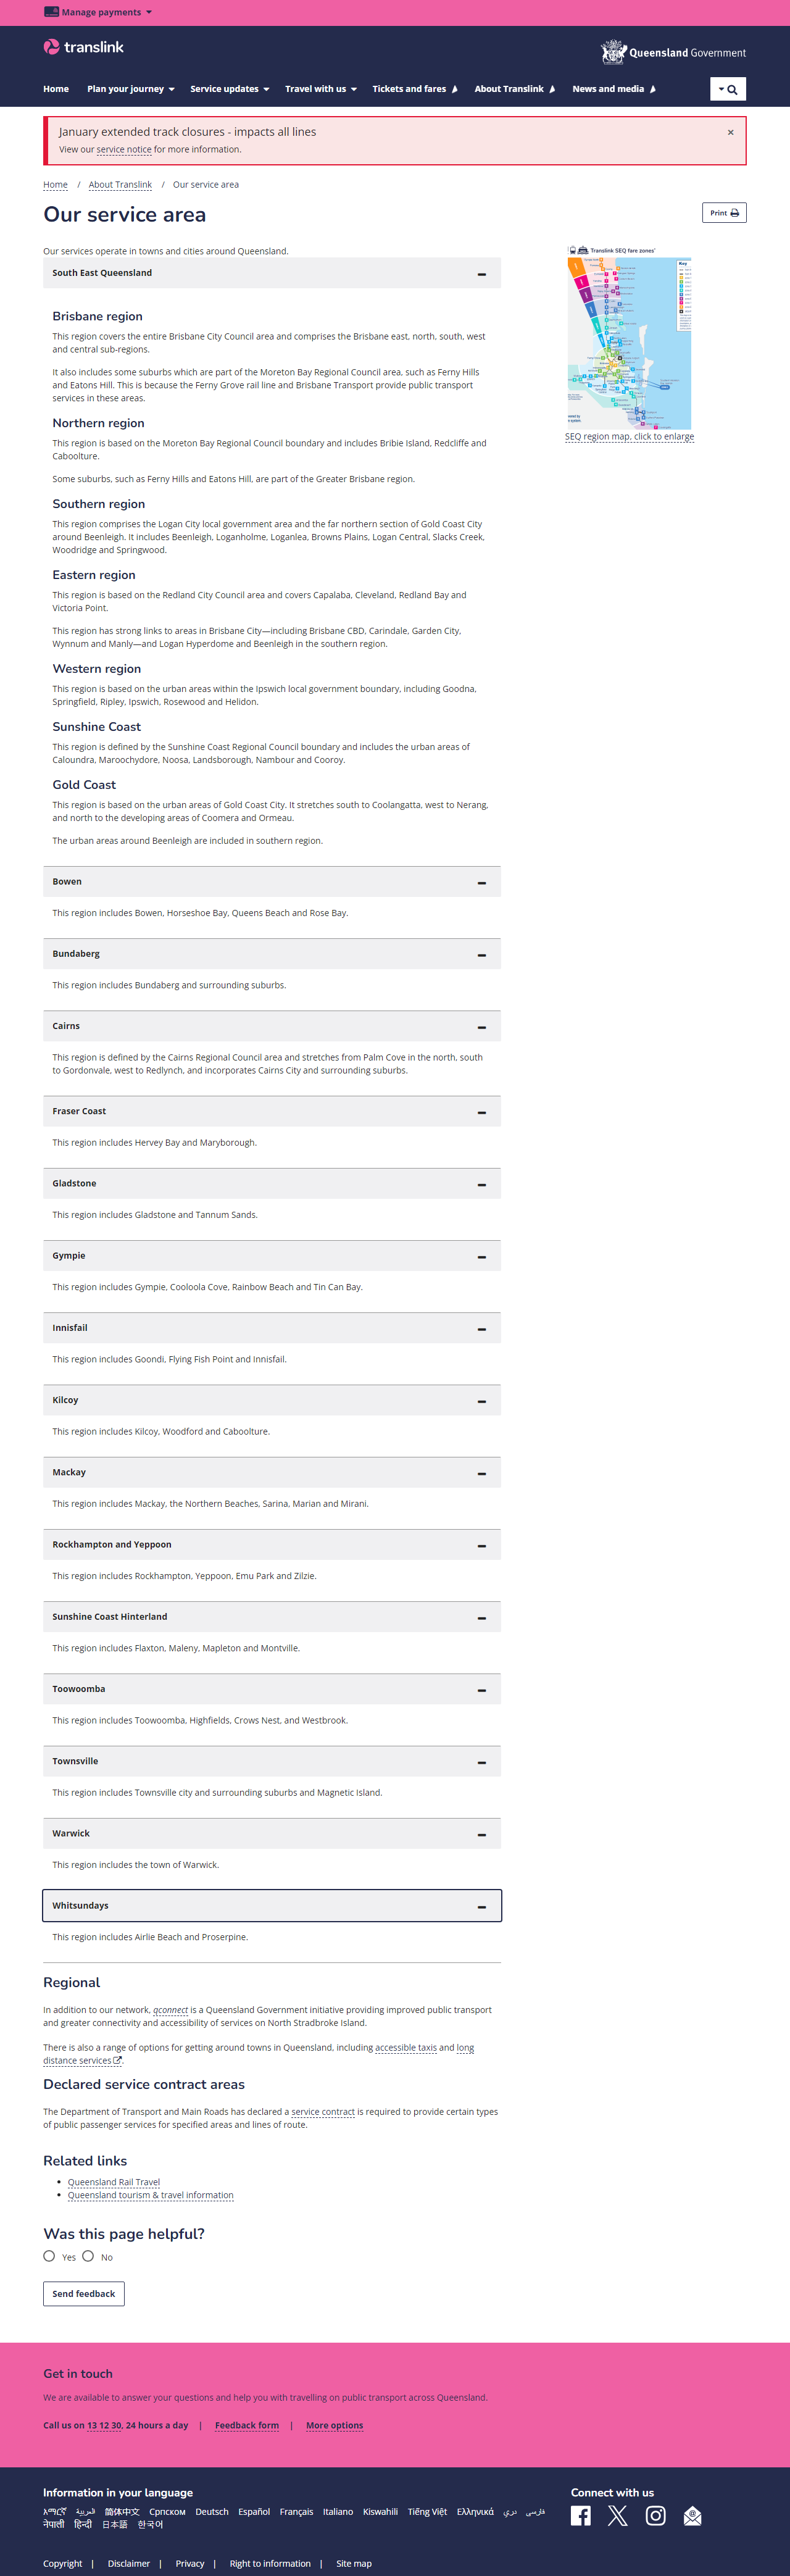 Manage payments
translink
Queensland Government
Home Plan your journey Service updates Travel with us Tickets and fares About Translink News and media
January extended track closures - impacts all lines
×
View our service notice for more information.
Home / About Translink / Our service area
Our service area
Print
Our services operate in towns and cities around Queensland.
Translink SEQ fare zones*
Key
SEQ region map, click to enlarge
South East Queensland
Brisbane region
This region covers the entire Brisbane City Council area and comprises the Brisbane east, north, south, west
and central sub-regions.
It also includes some suburbs which are part of the Moreton Bay Regional Council area, such as Ferny Hills
and Eatons Hill. This is because the Ferny Grove rail line and Brisbane Transport provide public transport
services in these areas.
Northern region
This region is based on the Moreton Bay Regional Council boundary and includes Bribie Island, Redcliffe and
Caboolture.
Some suburbs, such as Ferny Hills and Eatons Hill, are part of the Greater Brisbane region.
Southern region
This region comprises the Logan City local government area and the far northern section of Gold Coast City
around Beenleigh. It includes Beenleigh, Loganholme, Loganlea, Browns Plains, Logan Central, Slacks Creek,
Woodridge and Springwood.
Eastern region
This region is based on the Redland City Council area and covers Capalaba, Cleveland, Redland Bay and
Victoria Point.
This region has strong links to areas in Brisbane City—including Brisbane CBD, Carindale, Garden City,
Wynnum and Manly—and Logan Hyperdome and Beenleigh in the southern region.
Western region
This region is based on the urban areas within the Ipswich local government boundary, including Goodna,
Springfield, Ripley, Ipswich, Rosewood and Helidon.
Sunshine Coast
This region is defined by the Sunshine Coast Regional Council boundary and includes the urban areas of
Caloundra, Maroochydore, Noosa, Landsborough, Nambour and Cooroy.
Gold Coast
This region is based on the urban areas of Gold Coast City. It stretches south to Coolangatta, west to Nerang,
and north to the developing areas of Coomera and Ormeau.
The urban areas around Beenleigh are included in southern region.
Bowen
This region includes Bowen, Horseshoe Bay, Queens Beach and Rose Bay.
Bundaberg
This region includes Bundaberg and surrounding suburbs.
Cairns
This region is defined by the Cairns Regional Council area and stretches from Palm Cove in the north, south
to Gordonvale, west to Redlynch, and incorporates Cairns City and surrounding suburbs.
Fraser Coast
This region includes Hervey Bay and Maryborough.
Gladstone
This region includes Gladstone and Tannum Sands.
Gympie
This region includes Gympie, Cooloola Cove, Rainbow Beach and Tin Can Bay.
Innisfail
This region includes Goondi, Flying Fish Point and Innisfail.
Kilcoy
This region includes Kilcoy, Woodford and Caboolture.
Mackay
This region includes Mackay, the Northern Beaches, Sarina, Marian and Mirani.
Rockhampton and Yeppoon
This region includes Rockhampton, Yeppoon, Emu Park and Zilzie.
Sunshine Coast Hinterland
This region includes Flaxton, Maleny, Mapleton and Montville.
Toowoomba
This region includes Toowoomba, Highfields, Crows Nest, and Westbrook.
Townsville
This region includes Townsville city and surrounding suburbs and Magnetic Island.
Warwick
This region includes the town of Warwick.
Whitsundays
This region includes Airlie Beach and Proserpine.
Regional
In addition to our network, qconnect is a Queensland Government initiative providing improved public transport
and greater connectivity and accessibility of services on North Stradbroke Island.
There is also a range of options for getting around towns in Queensland, including accessible taxis and long
distance services.
Declared service contract areas
The Department of Transport and Main Roads has declared a service contract is required to provide certain types
of public passenger services for specified areas and lines of route.
Related links
• Queensland Rail Travel
• Queensland tourism & travel information
Was this page helpful?
Yes No
Send feedback
Get in touch
We are available to answer your questions and help you with travelling on public transport across Queensland.
Call us on 13 12 30, 24 hours a day | Feedback form | More options
Information in your language
Connect with us
አማርኛ العربية 简体中文 Српском Deutsch Español Français Italiano Kiswahili Tiếng Việt Ελληνικά دری فارسی
नेपाली हिन्दी 日本語 한국어
Copyright | Disclaimer | Privacy | Right to information | Site map